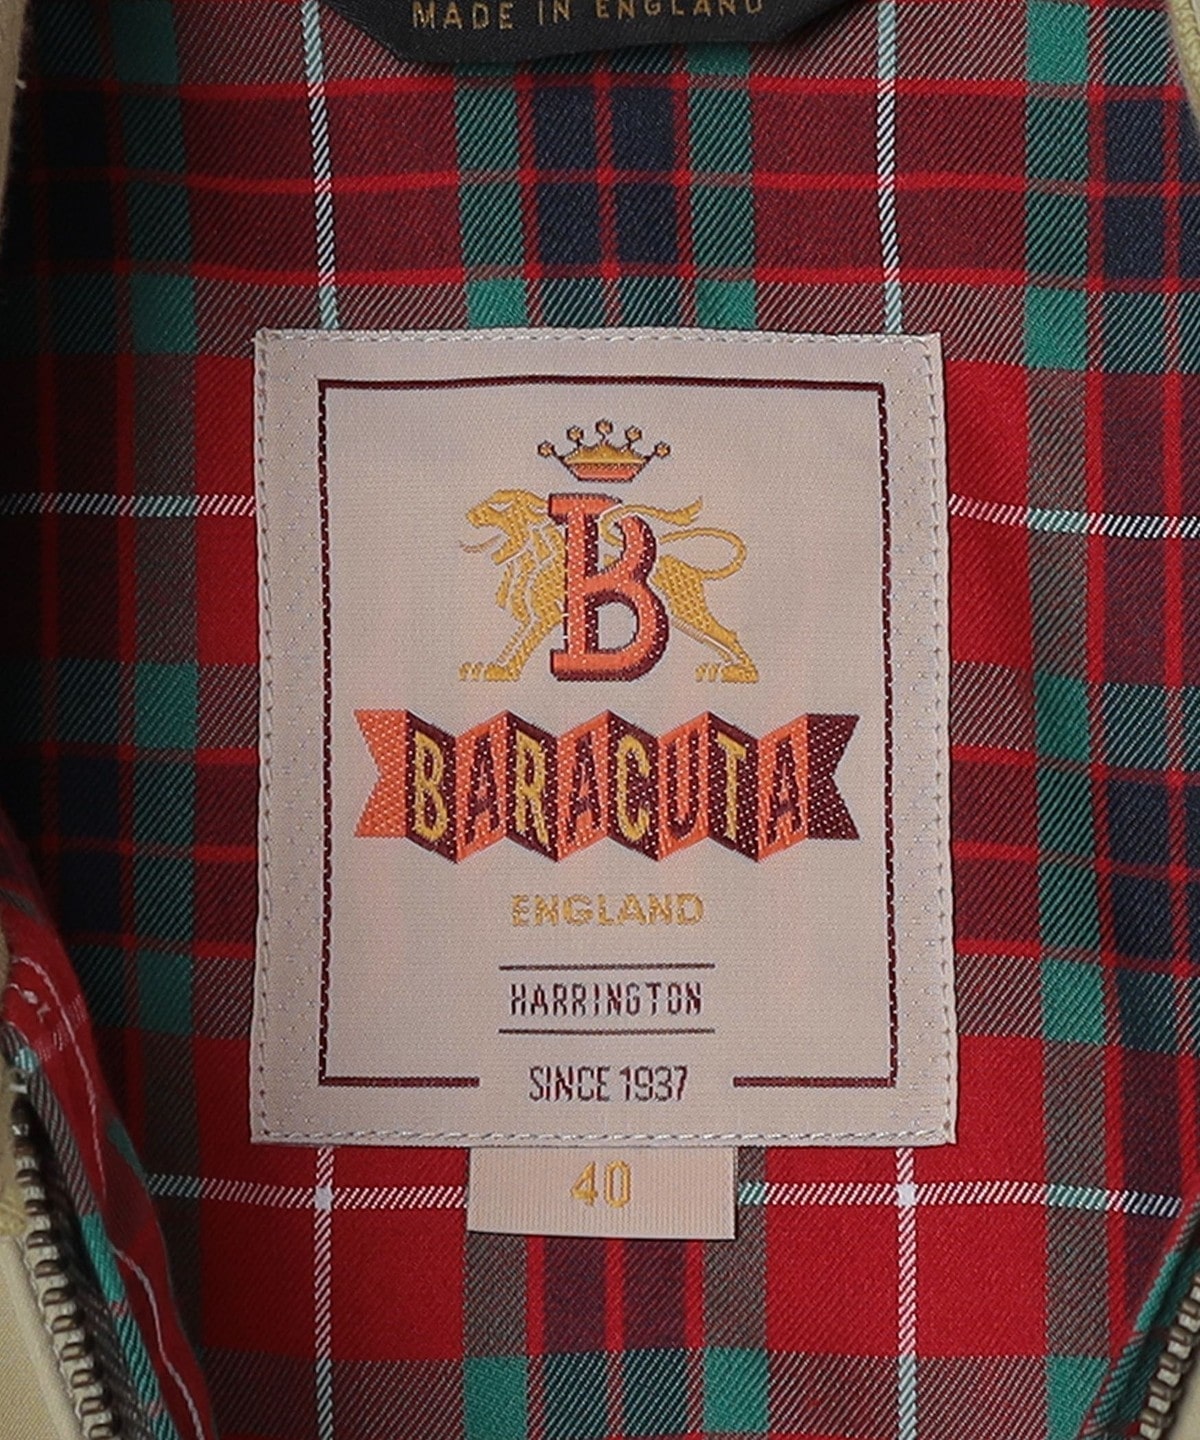 MADE IN ENGLAND
B
BARACUTA
ENGLAND
HARRINGTON
SINCE 1937
40